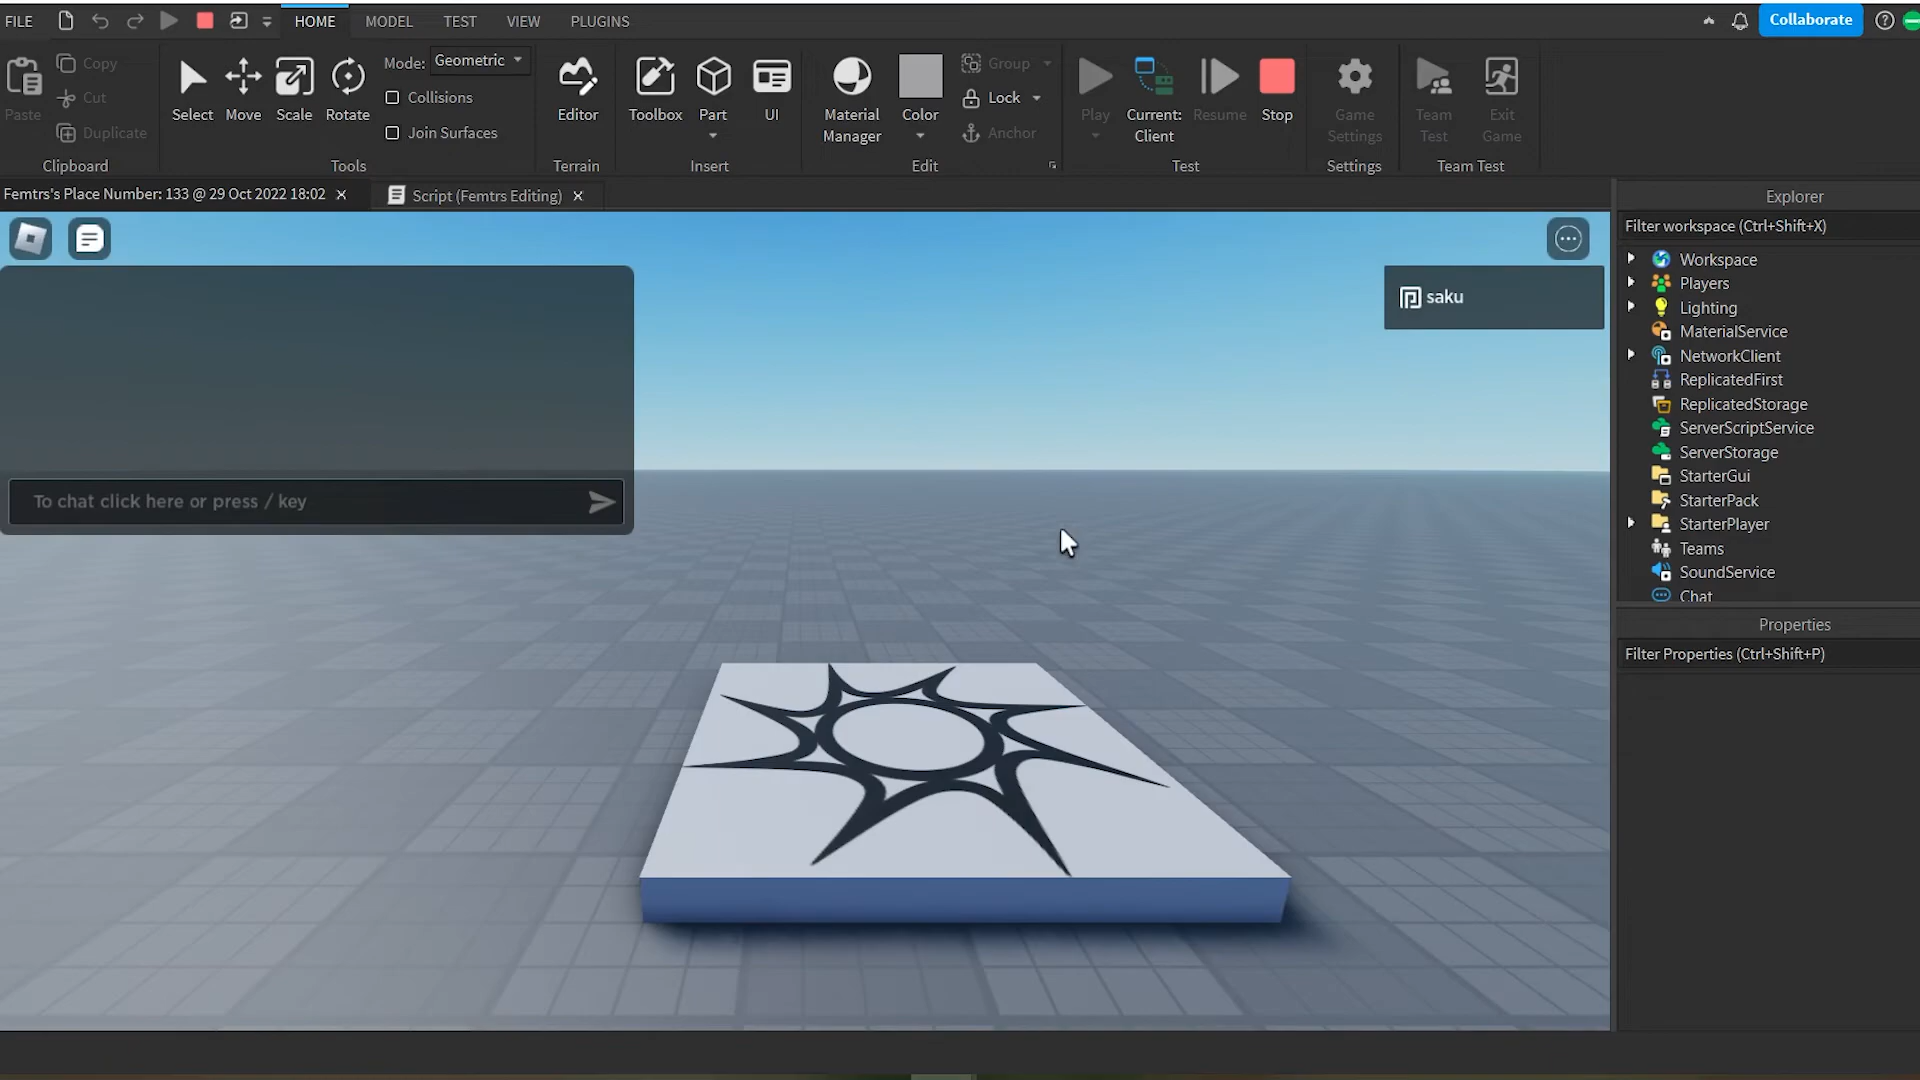 FILE HOME MODEL TEST VIEW PLUGINS Collaborate
Paste Copy Cut Duplicate Clipboard
Select Move Scale Rotate Mode: Geometric Collisions Join Surfaces Tools
Editor Terrain
Toolbox Part UI Insert
Material Manager Color Group Lock Anchor Edit
Play Current: Client Resume Stop Test
Game Settings Settings
Team Test Exit Game Team Test
Femtrs's Place Number: 133 @ 29 Oct 2022 18:02 Script (Femtrs Editing)
To chat click here or press / key
saku
Explorer
Filter workspace (Ctrl+Shift+X)
Workspace
Players
Lighting
MaterialService
NetworkClient
ReplicatedFirst
ReplicatedStorage
ServerScriptService
ServerStorage
StarterGui
StarterPack
StarterPlayer
Teams
SoundService
Chat
Properties
Filter Properties (Ctrl+Shift+P)